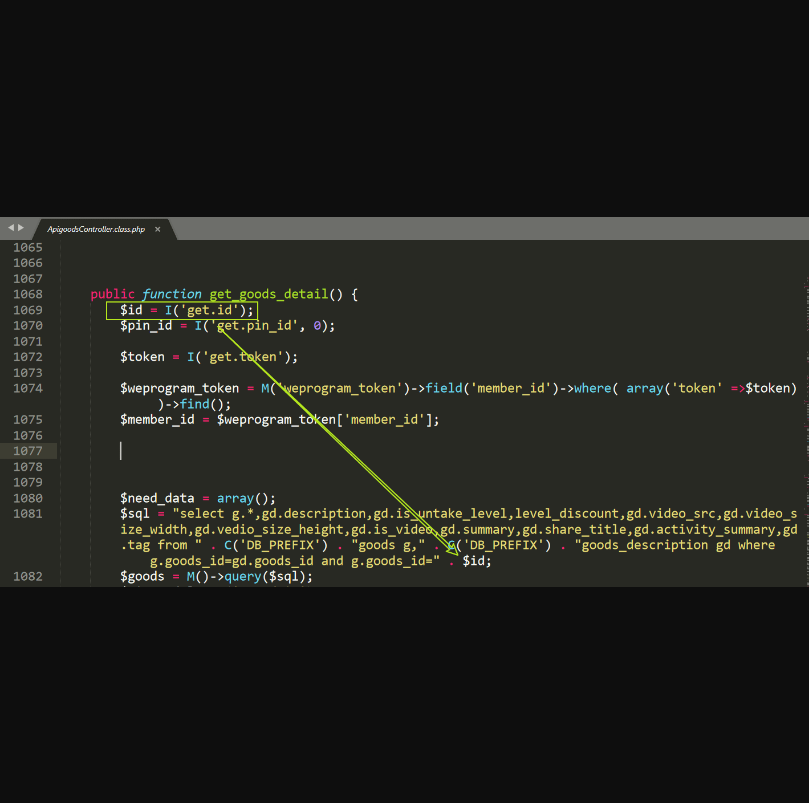 ApigoodsController.class.php ×
1065
1066
1067
1068 public function get_goods_detail() {
1069 $id = I('get.id');
1070 $pin_id = I('get.pin_id', 0);
1071
1072 $token = I('get.token');
1073
1074 $weprogram_token = M('weprogram_token')->field('member_id')->where( array('token' =>$token)
)->find();
1075 $member_id = $weprogram_token['member_id'];
1076
1077
1078
1079
1080 $need_data = array();
1081 $sql = "select g.*,gd.description,gd.is_untake_level,level_discount,gd.video_src,gd.video_s
ize_width,gd.vedio_size_height,gd.is_video,gd.summary,gd.share_title,gd.activity_summary,gd
.tag from " . C('DB_PREFIX') . "goods g," . C('DB_PREFIX') . "goods_description gd where
g.goods_id=gd.goods_id and g.goods_id=" . $id;
1082 $goods = M()->query($sql);